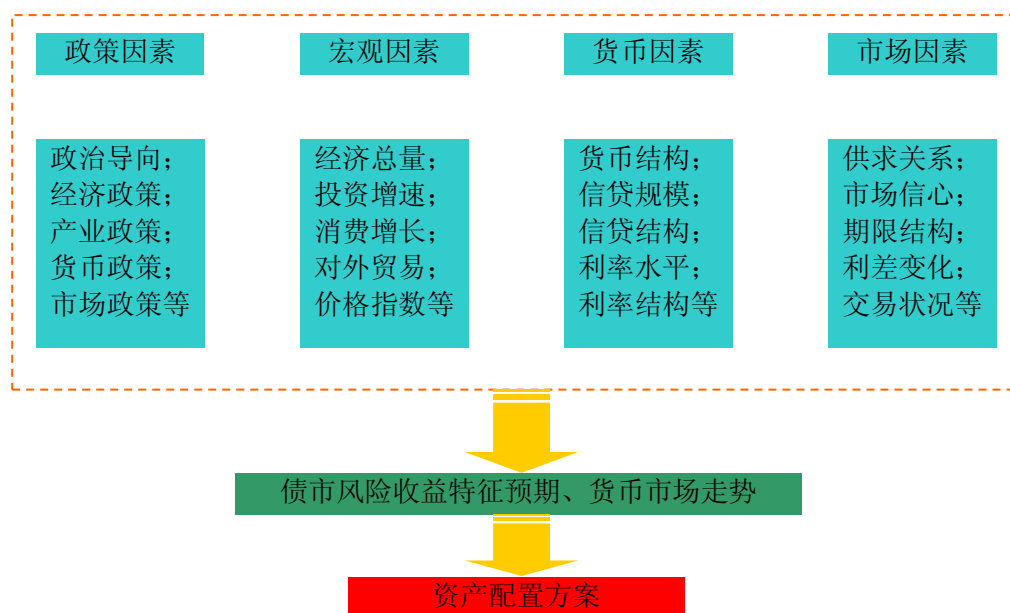 政策因素
宏观因素
货币因素
市场因素
政治导向；
经济政策；
产业政策；
货币政策；
市场政策等
经济总量；
投资增速；
消费增长；
对外贸易；
价格指数等
货币结构；
信贷规模；
信贷结构；
利率水平；
利率结构等
供求关系；
市场信心；
期限结构；
利差变化；
交易状况等
债市风险收益特征预期、货币市场走势
资产配置方案